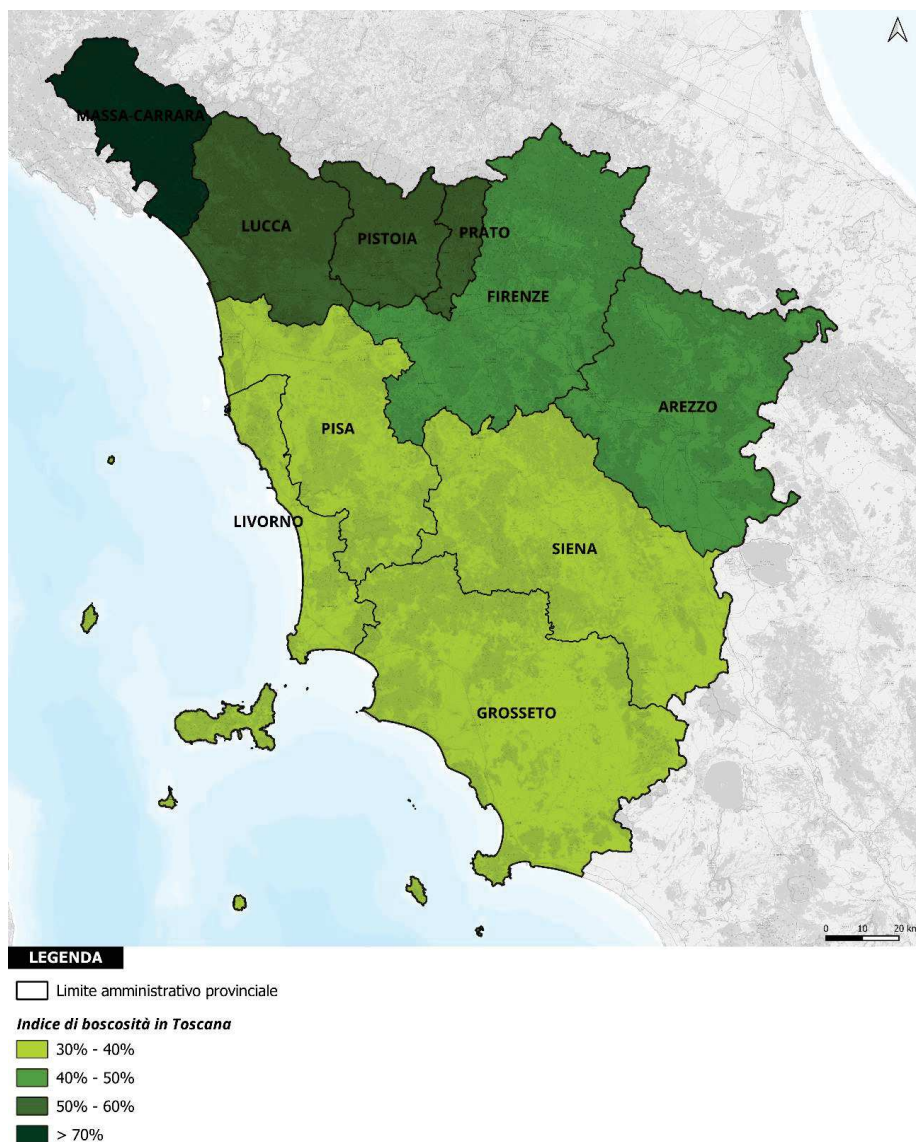 MASSA-CARRARA
LUCCA
PISTOIA
PRATO
FIRENZE
AREZZO
PISA
LIVORNO
SIENA
GROSSETO
0 10 20 km
LEGENDA
Limite amministrativo provinciale
Indice di boscosità in Toscana
30% - 40%
40% - 50%
50% - 60%
> 70%